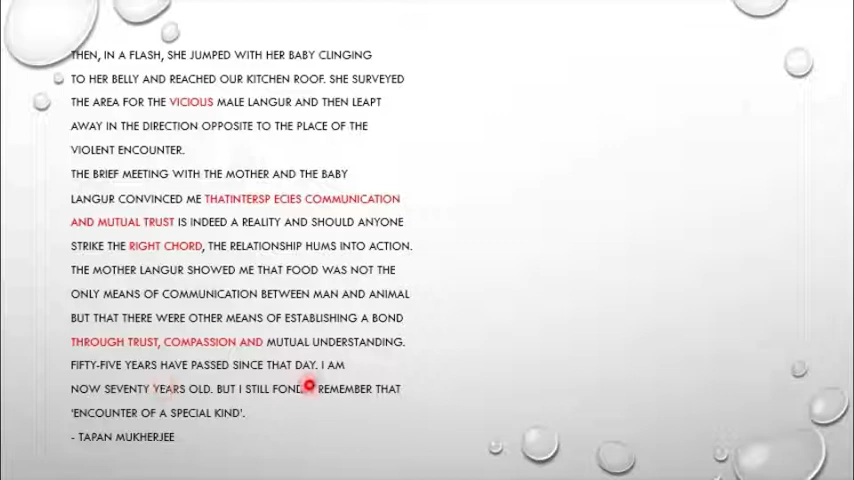 THEN, IN A FLASH, SHE JUMPED WITH HER BABY CLINGING
TO HER BELLY AND REACHED OUR KITCHEN ROOF. SHE SURVEYED
THE AREA FOR THE VICIOUS MALE LANGUR AND THEN LEAPT
AWAY IN THE DIRECTION OPPOSITE TO THE PLACE OF THE
VIOLENT ENCOUNTER.
THE BRIEF MEETING WITH THE MOTHER AND THE BABY
LANGUR CONVINCED ME THATINTERSP ECIES COMMUNICATION
AND MUTUAL TRUST IS INDEED A REALITY AND SHOULD ANYONE
STRIKE THE RIGHT CHORD, THE RELATIONSHIP HUMS INTO ACTION.
THE MOTHER LANGUR SHOWED ME THAT FOOD WAS NOT THE
ONLY MEANS OF COMMUNICATION BETWEEN MAN AND ANIMAL
BUT THAT THERE WERE OTHER MEANS OF ESTABLISHING A BOND
THROUGH TRUST, COMPASSION AND MUTUAL UNDERSTANDING.
FIFTY-FIVE YEARS HAVE PASSED SINCE THAT DAY. I AM
NOW SEVENTY YEARS OLD. BUT I STILL REMEMBER THAT
'ENCOUNTER OF A SPECIAL KIND'.
- TAPAN MUKHERJEE